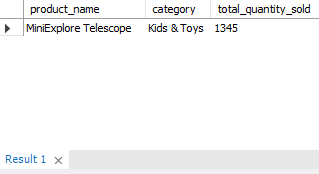 product_name category total_quantity_sold
MiniExplore Telescope Kids & Toys 1345
Result 1